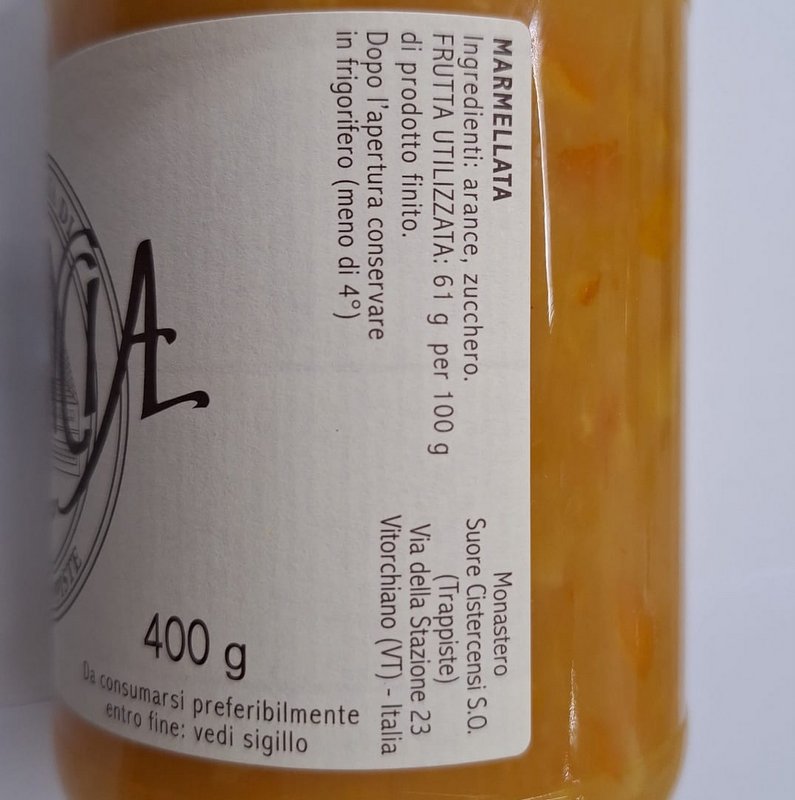 MARMELLATA
Ingredienti: arance, zucchero.
FRUTTA UTILIZZATA: 61 g per 100 g
di prodotto finito.
Dopo l'apertura conservare
in frigorifero (meno di 4°)
Monastero
Suore Cistercensi S.O.
(Trappiste)
Via della Stazione 23
Vitorchiano (VT) - Italia
400 g
Da consumarsi preferibilmente
entro fine: vedi sigillo